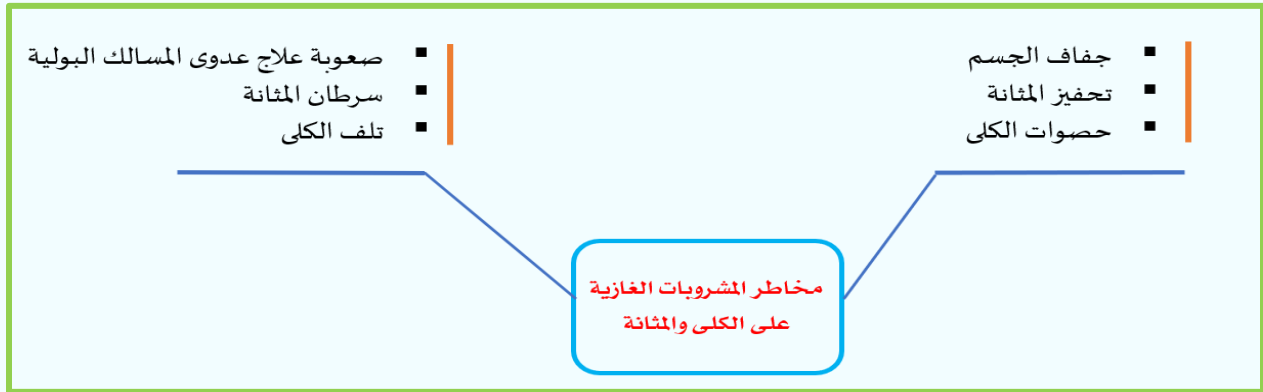 جفاف الجسم
تحفيز المثانة
حصوات الكلى
صعوبة علاج عدوى المسالك البولية
سرطان المثانة
تلف الكلى
مخاطر المشروبات الغازية
على الكلى والمثانة